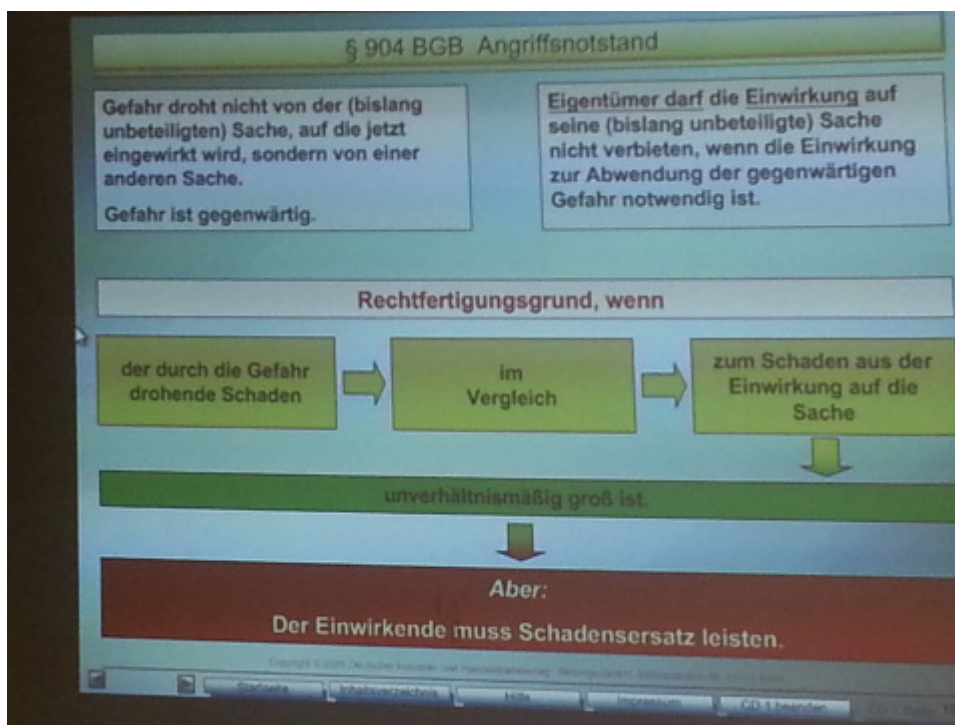 § 904 BGB Angriffsnotstand
Gefahr droht nicht von der (bislang
unbeteiligten) Sache, auf die jetzt
eingewirkt wird, sondern von einer
anderen Sache.
Gefahr ist gegenwärtig.
Eigentümer darf die Einwirkung auf
seine (bislang unbeteiligte) Sache
nicht verbieten, wenn die Einwirkung
zur Abwendung der gegenwärtigen
Gefahr notwendig ist.
Rechtfertigungsgrund, wenn
der durch die Gefahr
drohende Schaden
im
Vergleich
zum Schaden aus der
Einwirkung auf die
Sache
unverhältnismäßig groß ist.
Aber:
Der Einwirkende muss Schadensersatz leisten.
Startseite
Inhaltsverzeichnis
Hilfe
Impressum
CD 1 beenden